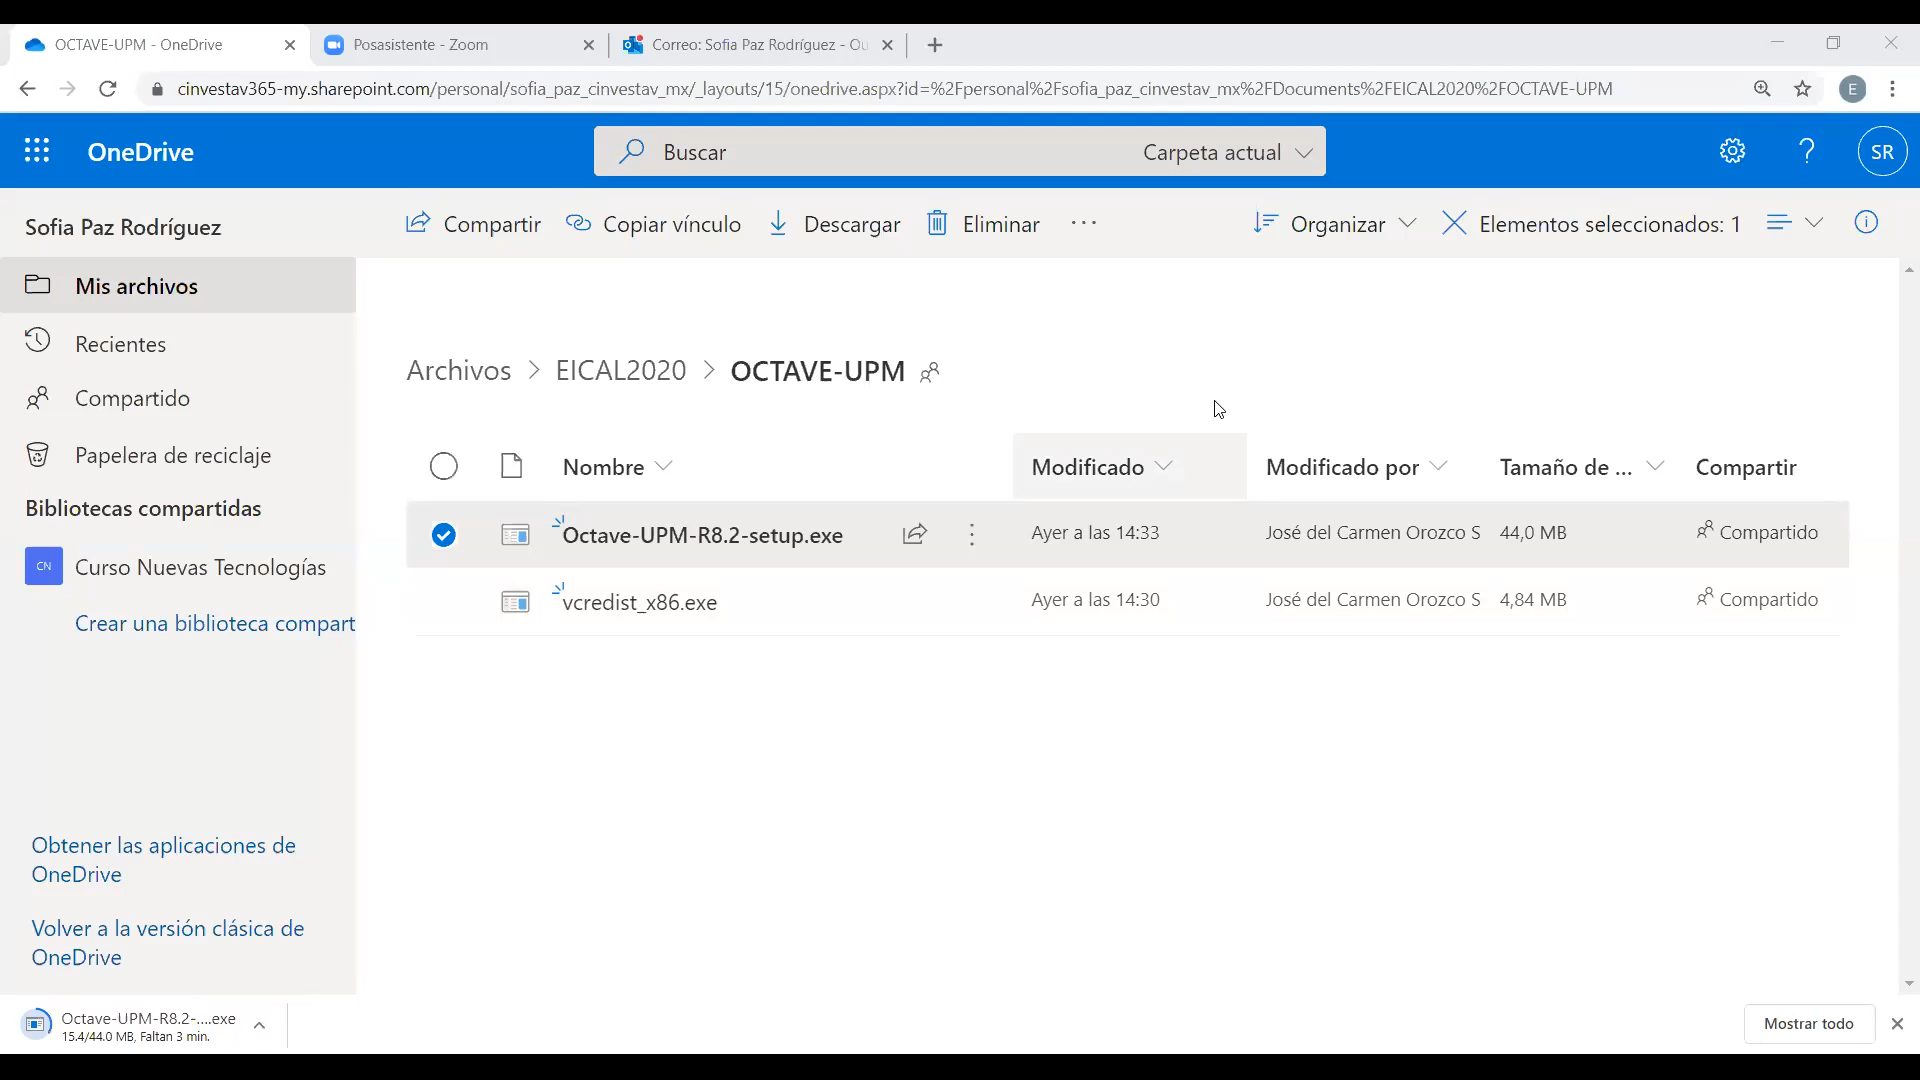 OCTAVE-UPM - OneDrive
Posasistente - Zoom
Correo: Sofia Paz Rodríguez - Ou
cinvestav365-my.sharepoint.com/personal/sofia_paz_cinvestav_mx/_layouts/15/onedrive.aspx?id=%2Fpersonal%2Fsofia_paz_cinvestav_mx%2FDocuments%2FEICAL2020%2FOCTAVE-UPM
E
OneDrive
Buscar
Carpeta actual
?
SR
Sofia Paz Rodríguez
Compartir
Copiar vínculo
Descargar
Eliminar
Organizar
Elementos seleccionados: 1
Mis archivos
Recientes
Compartido
Papelera de reciclaje
Bibliotecas compartidas
CN
Curso Nuevas Tecnologías
Crear una biblioteca compart
Obtener las aplicaciones de
OneDrive
Volver a la versión clásica de
OneDrive
Archivos > EICAL2020 > OCTAVE-UPM
Nombre
Modificado
Modificado por
Tamaño de ...
Compartir
Octave-UPM-R8.2-setup.exe
Ayer a las 14:33
José del Carmen Orozco S
44,0 MB
Compartido
vcredist_x86.exe
Ayer a las 14:30
José del Carmen Orozco S
4,84 MB
Compartido
Octave-UPM-R8.2-....exe
15.4/44.0 MB, Faltan 3 min.
Mostrar todo